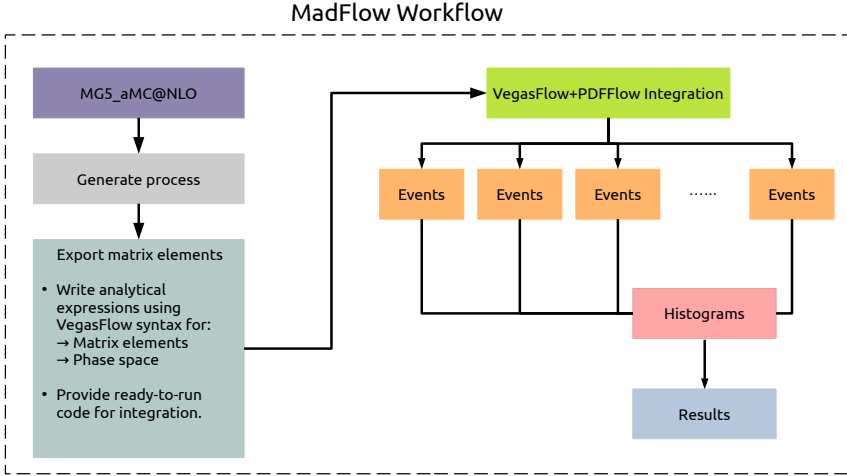 MadFlow Workflow
MG5_aMC@NLO
Generate process
Export matrix elements
• Write analytical
expressions using
VegasFlow syntax for:
→ Matrix elements
→ Phase space
• Provide ready-to-run
code for integration.
VegasFlow+PDFFlow Integration
Events
Events
Events
......
Events
Histograms
Results